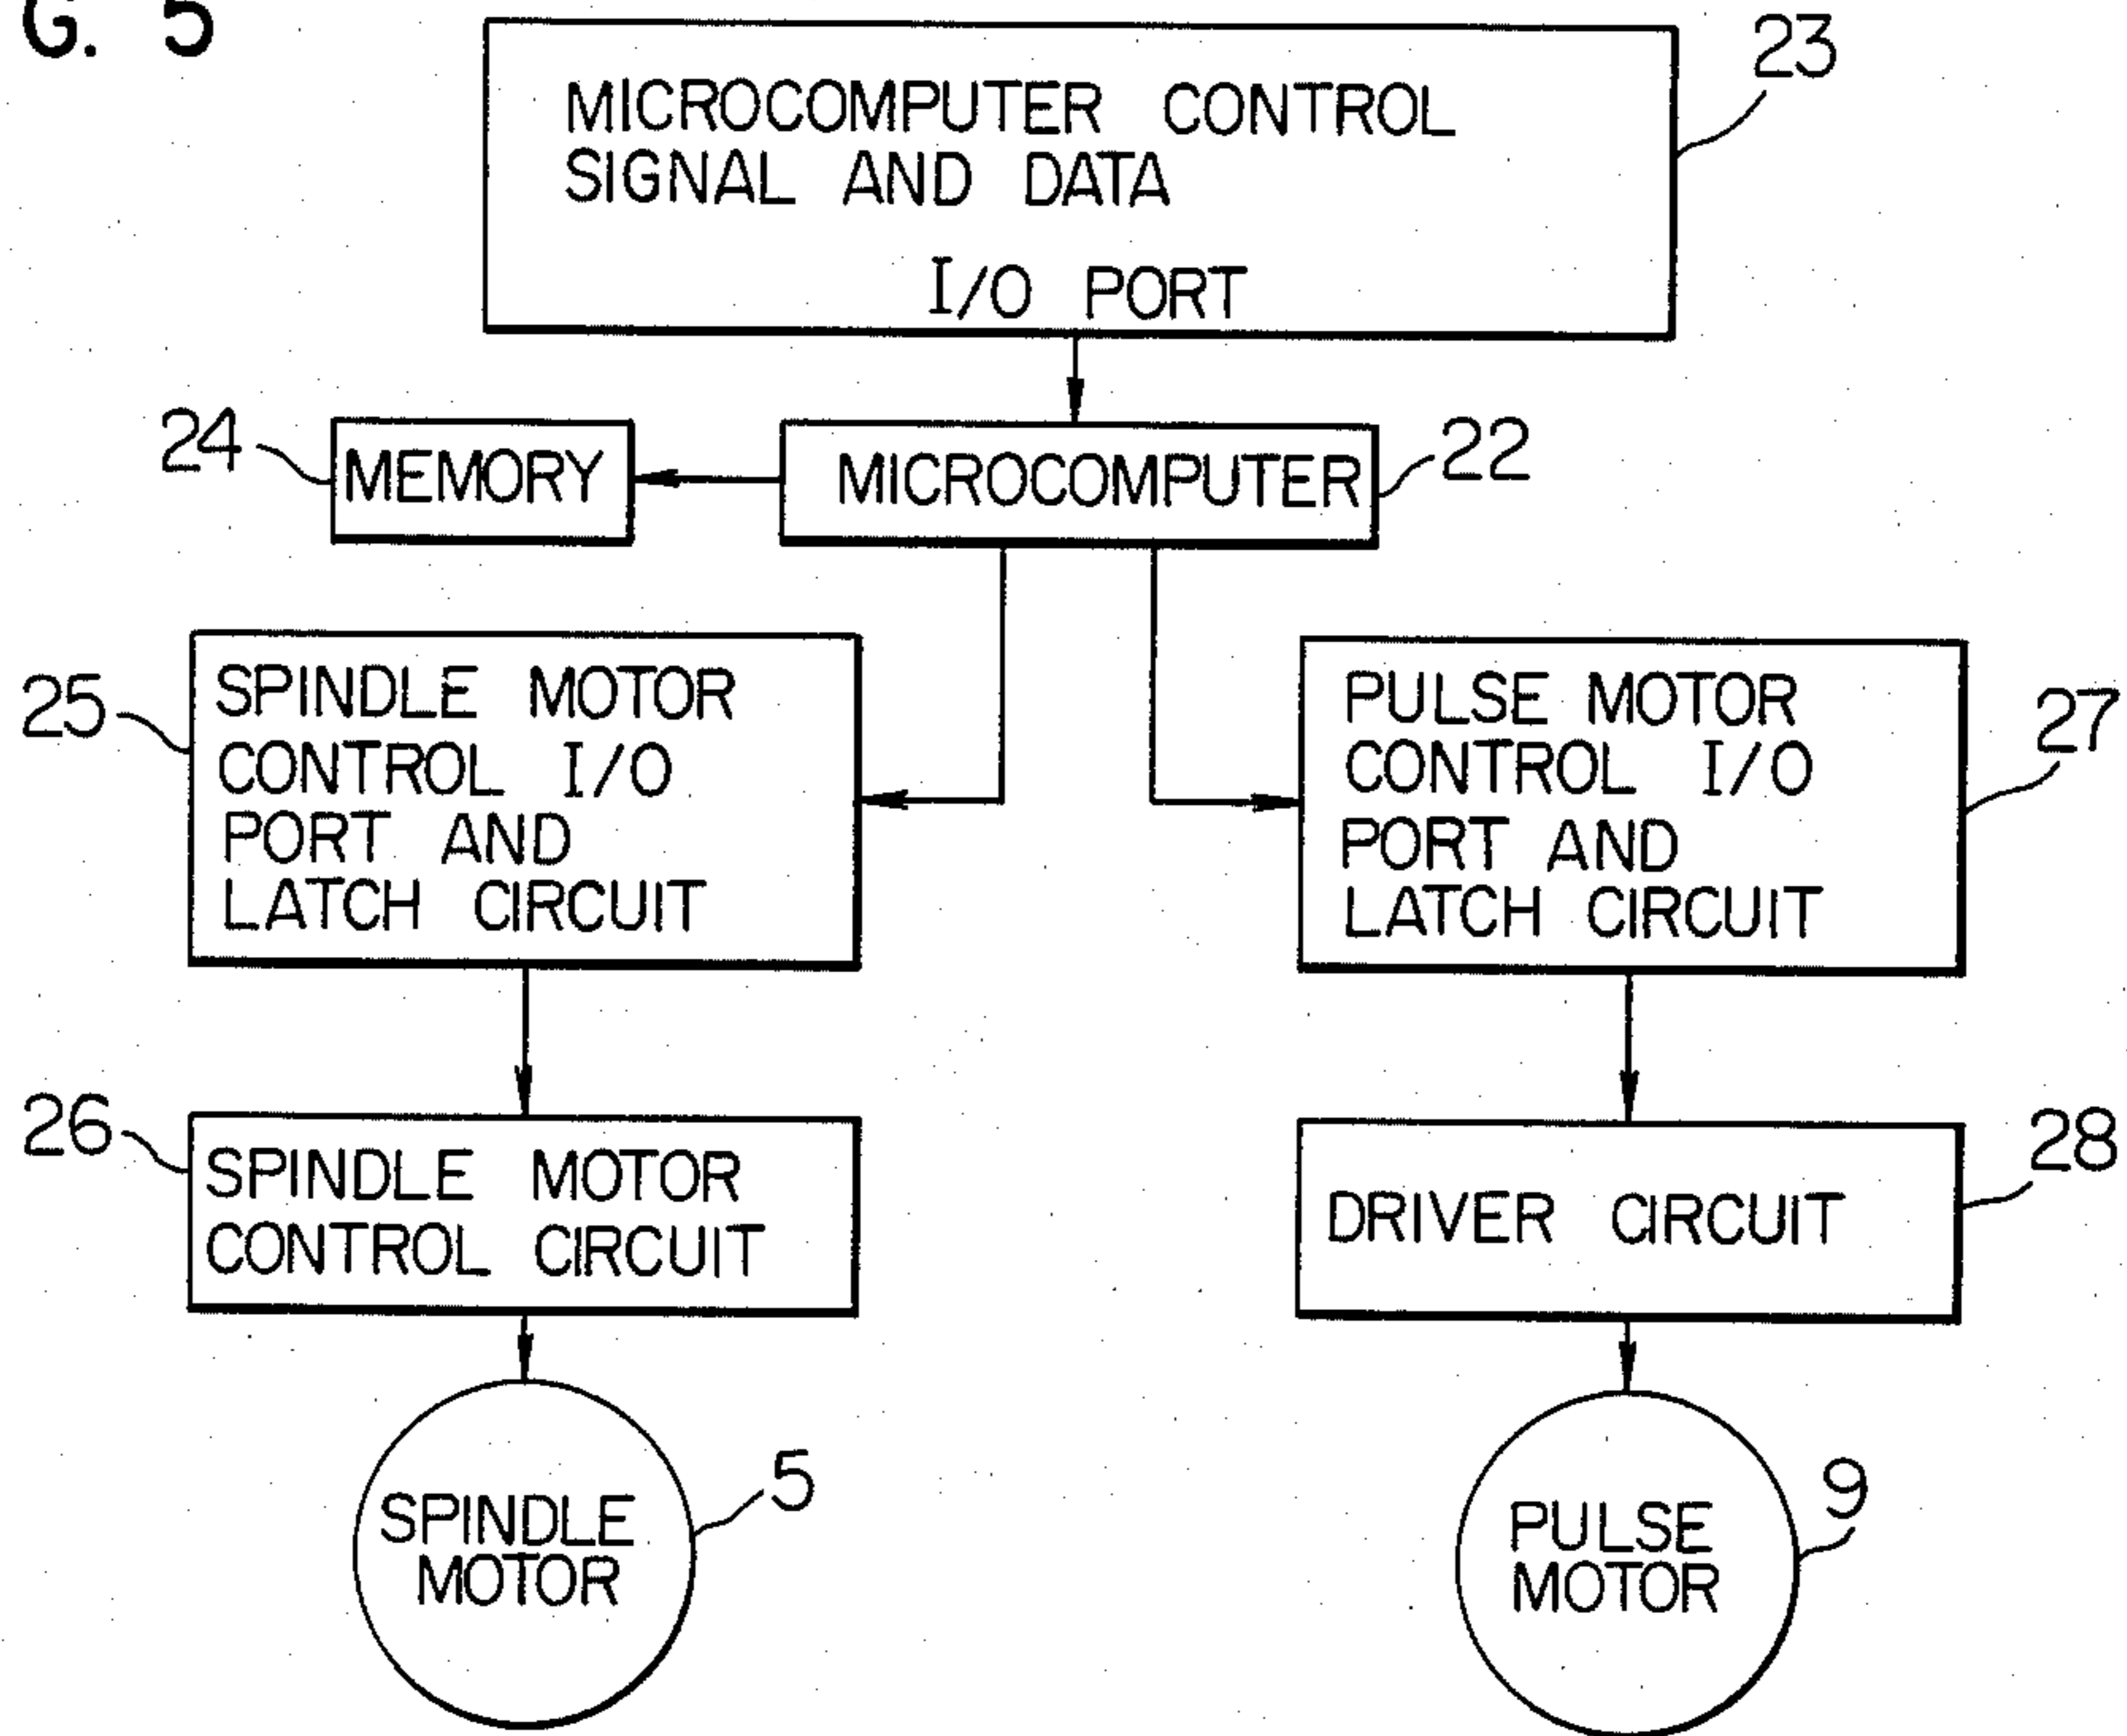 G. 5
23
MICROCOMPUTER CONTROL
SIGNAL AND DATA
I/O PORT
24
MEMORY
MICROCOMPUTER
22
25
SPINDLE MOTOR
CONTROL I/O
PORT AND
LATCH CIRCUIT
PULSE MOTOR
CONTROL I/O
PORT AND
LATCH CIRCUIT
27
26
SPINDLE MOTOR
CONTROL CIRCUIT
DRIVER CIRCUIT
28
SPINDLE
MOTOR
5
PULSE
MOTOR
9